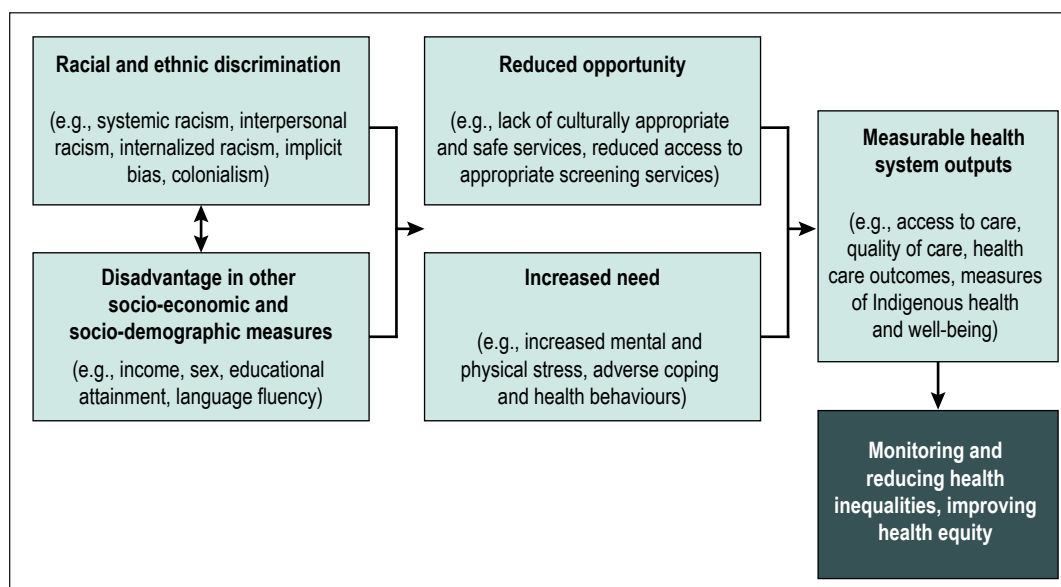 Racial and ethnic discrimination
(e.g., systemic racism, interpersonal
racism, internalized racism, implicit
bias, colonialism)
Disadvantage in other
socio-economic and
socio-demographic measures
(e.g., income, sex, educational
attainment, language fluency)
Reduced opportunity
(e.g., lack of culturally appropriate
and safe services, reduced access to
appropriate screening services)
Increased need
(e.g., increased mental and
physical stress, adverse coping
and health behaviours)
Measurable health
system outputs
(e.g., access to care,
quality of care, health
care outcomes, measures
of Indigenous health
and well-being)
Monitoring and
reducing health
inequalities, improving
health equity